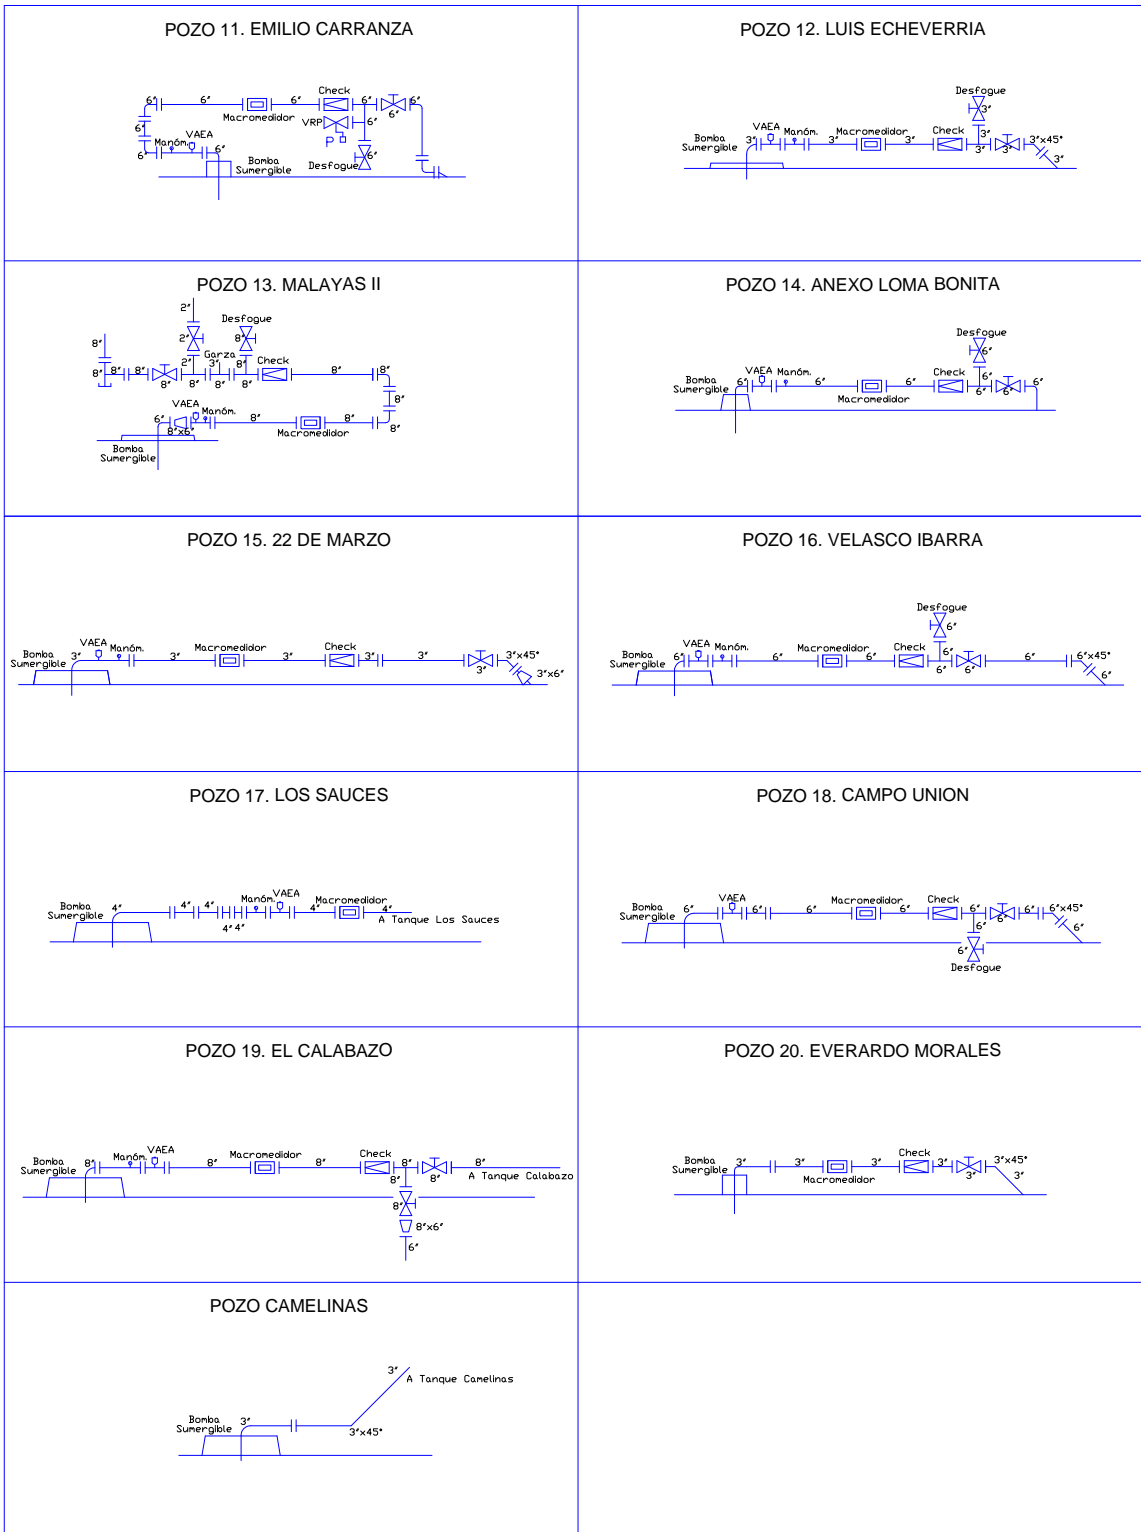 POZO 11. EMILIO CARRANZA
Check
6" 6" 6" 6" 6"
Macromedidor 6"
VRP 6"
6"
Manóm. VAEA P
6" 6" 6"
Bomba Desfogue
Sumergible
POZO 12. LUIS ECHEVERRIA
Desfogue
3"
Bomba VAEA Manóm. Macromedidor Check 3"
Sumergible 3" 3" 3" 3" 3" 3"x45°
3"
POZO 13. MALAYAS II
2" Desfogue
8" 2" 8"
Garza Check
2" 3" 8"
8" 8" 8" 8" 8" 8" 8" 8" 8"
8"
VAEA Manóm.
6" 8" 8" 8"
8"x6" Macromedidor
Bomba
Sumergible
POZO 14. ANEXO LOMA BONITA
Desfogue
6"
Bomba VAEA Manóm. Check 6"
Sumergible 6" 6" 6" 6" 6" 6"
Macromedidor
POZO 15. 22 DE MARZO
VAEA Manóm. Macromedidor Check
Bomba 3" 3" 3" 3" 3" 3"x45°
Sumergible 3" 3"x6"
POZO 16. VELASCO IBARRA
Desfogue
6"
Bomba VAEA Manóm. Macromedidor Check 6"
Sumergible 6" 6" 6" 6" 6" 6" 6"x45°
6"
POZO 17. LOS SAUCES
Bomba Manóm. VAEA Macromedidor
Sumergible 4" 4" 4" 4" 4"
A Tanque Los Sauces
4" 4"
POZO 18. CAMPO UNION
Bomba VAEA Macromedidor Check
Sumergible 6" 6" 6" 6" 6" 6" 6" 6"x45°
6" 6"
6"
Desfogue
POZO 19. EL CALABAZO
Bomba Manóm. VAEA Macromedidor Check
Sumergible 8" 8" 8" 8" 8"
8" 8" A Tanque Calabazo
8"
8"x6"
6"
POZO 20. EVERARDO MORALES
Bomba Check
Sumergible 3" 3" 3" 3" 3"x45°
Macromedidor 3" 3"
POZO CAMELINAS
3"
A Tanque Camelinas
Bomba 3"
Sumergible 3"x45°